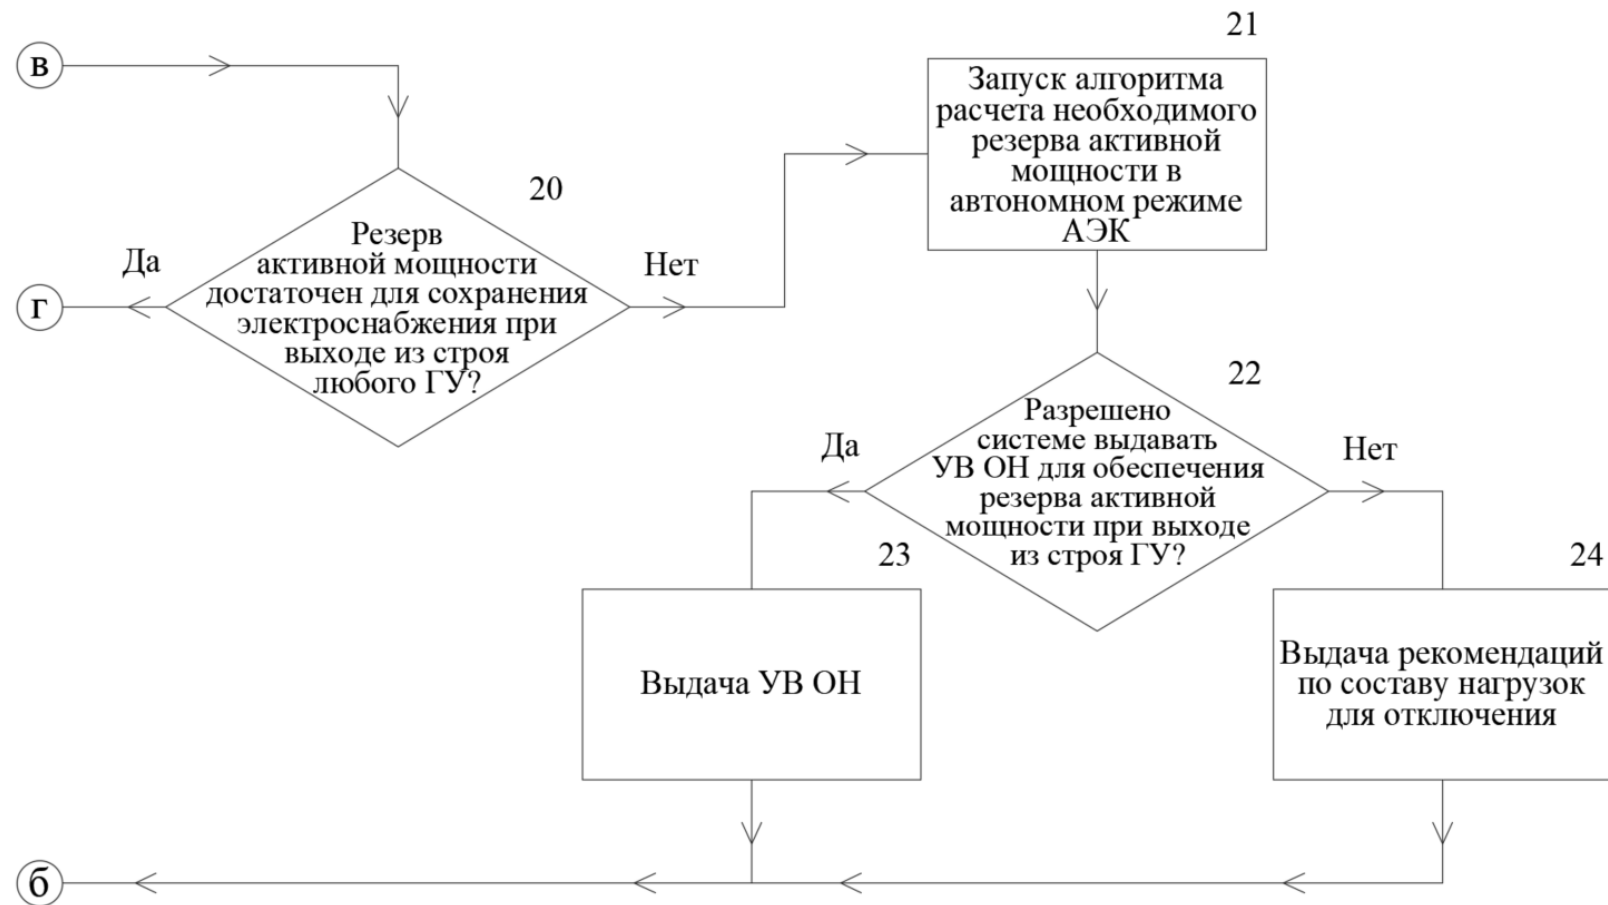 в
21
Запуск алгоритма
расчета необходимого
резерва активной
мощности в
автономном режиме
АЭК
20
Резерв
активной мощности
достаточен для сохранения
электроснабжения при
выходе из строя
любого ГУ?
Да
Нет
г
22
Разрешено
системе выдавать
УВ ОН для обеспечения
резерва активной
мощности при выходе
из строя ГУ?
Да
Нет
23
Выдача УВ ОН
24
Выдача рекомендаций
по составу нагрузок
для отключения
б